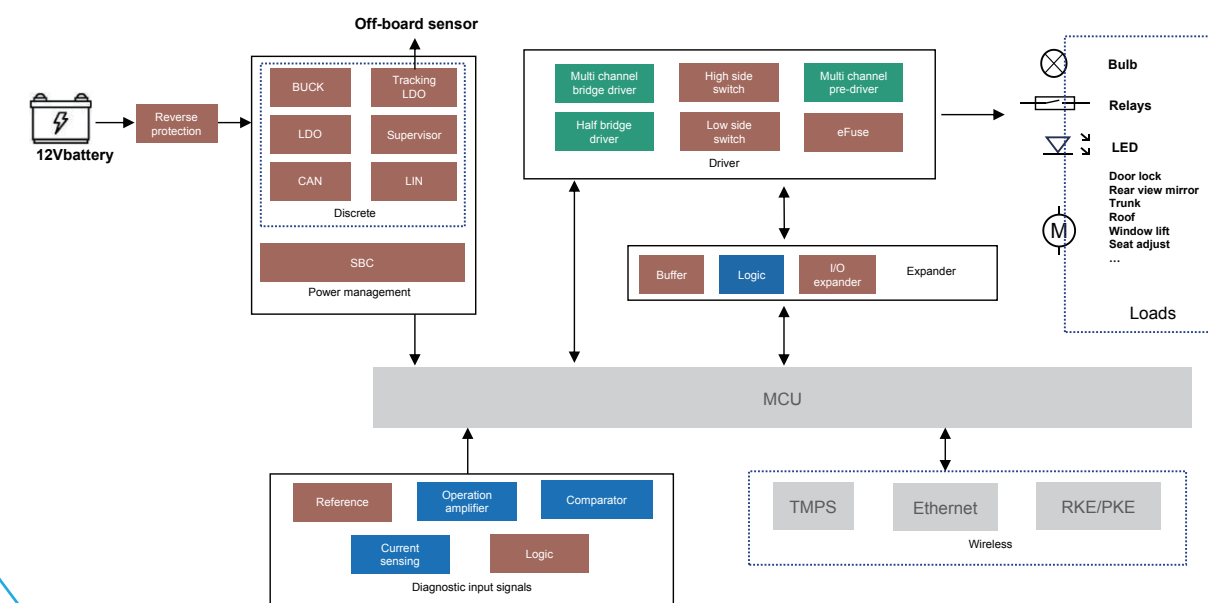 Off-board sensor
12Vbattery
Reverse
protection
BUCK
Tracking
LDO
LDO
Supervisor
CAN
LIN
Discrete
SBC
Power management
Multi channel
bridge driver
High side
switch
Multi channel
pre-driver
Half bridge
driver
Low side
switch
eFuse
Driver
Buffer
Logic
I/O
expander
Expander
Bulb
Relays
LED
Door lock
Rear view mirror
Trunk
Roof
Window lift
Seat adjust
…
M
Loads
MCU
Reference
Operation
amplifier
Comparator
Current
sensing
Logic
Diagnostic input signals
TMPS
Ethernet
RKE/PKE
Wireless